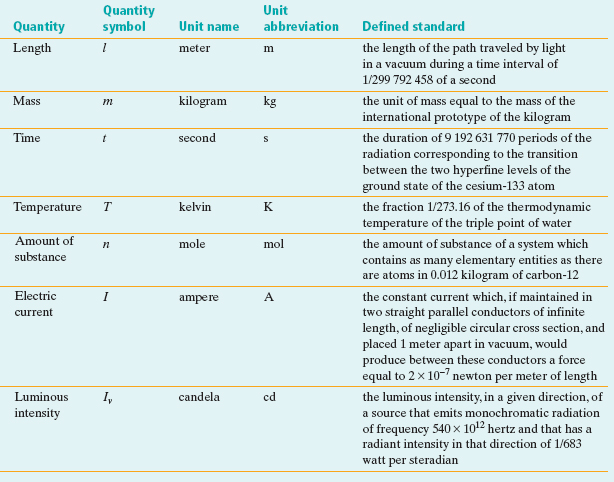 Quantity Quantity symbol Unit name Unit abbreviation Defined standard
Length l meter m the length of the path traveled by light
in a vacuum during a time interval of
1/299 792 458 of a second
Mass m kilogram kg the unit of mass equal to the mass of the
international prototype of the kilogram
Time t second s the duration of 9 192 631 770 periods of the
radiation corresponding to the transition
between the two hyperfine levels of the
ground state of the cesium-133 atom
Temperature T kelvin K the fraction 1/273.16 of the thermodynamic
temperature of the triple point of water
Amount of substance n mole mol the amount of substance of a system which
contains as many elementary entities as there
are atoms in 0.012 kilogram of carbon-12
Electric current I ampere A the constant current which, if maintained in
two straight parallel conductors of infinite
length, of negligible circular cross section, and
placed 1 meter apart in vacuum, would
produce between these conductors a force
equal to 2 × 10⁻⁷ newton per meter of length
Luminous intensity Iᵥ candela cd the luminous intensity, in a given direction, of
a source that emits monochromatic radiation
of frequency 540 × 10¹² hertz and that has a
radiant intensity in that direction of 1/683
watt per steradian